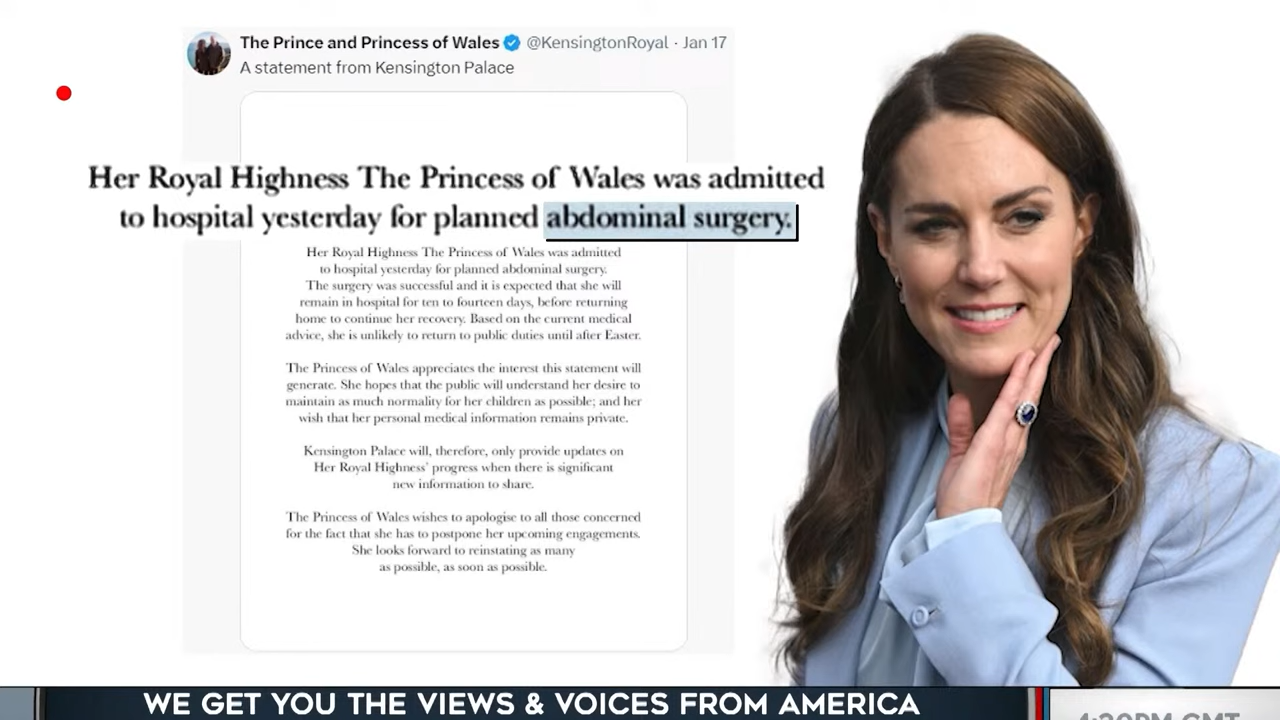 The Prince and Princess of Wales @KensingtonRoyal · Jan 17
A statement from Kensington Palace
Her Royal Highness The Princess of Wales was admitted
to hospital yesterday for planned abdominal surgery.
Her Royal Highness The Princess of Wales was admitted
to hospital yesterday for planned abdominal surgery.
The surgery was successful and it is expected that she will
remain in hospital for ten to fourteen days, before returning
home to continue her recovery. Based on the current medical
advice, she is unlikely to return to public duties until after Easter.
The Princess of Wales appreciates the interest this statement will
generate. She hopes that the public will understand her desire to
maintain as much normality for her children as possible; and her
wish that her personal medical information remains private.
Kensington Palace will, therefore, only provide updates on
Her Royal Highness' progress when there is significant
new information to share.
The Princess of Wales wishes to apologise to all those concerned
for the fact that she has to postpone her upcoming engagements.
She looks forward to reinstating as many
as possible, as soon as possible.
WE GET YOU THE VIEWS & VOICES FROM AMERICA